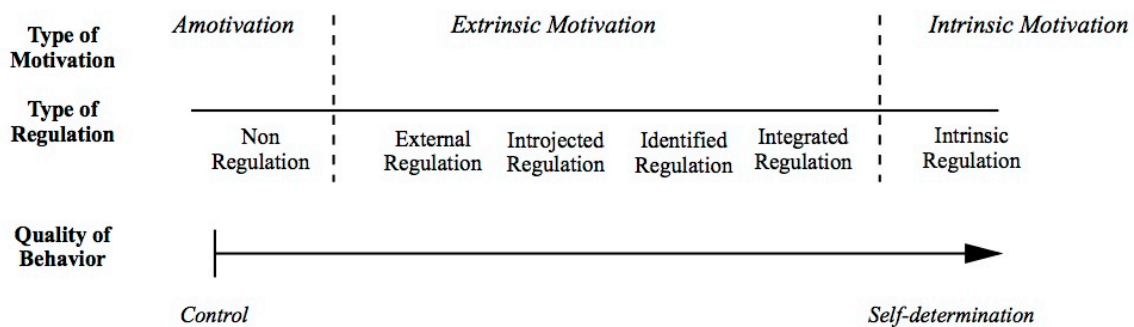 Type of
Motivation
Amotivation
Extrinsic Motivation
Intrinsic Motivation
Type of
Regulation
Non
Regulation
External
Regulation
Introjected
Regulation
Identified
Regulation
Integrated
Regulation
Intrinsic
Regulation
Quality of
Behavior
Control
Self-determination